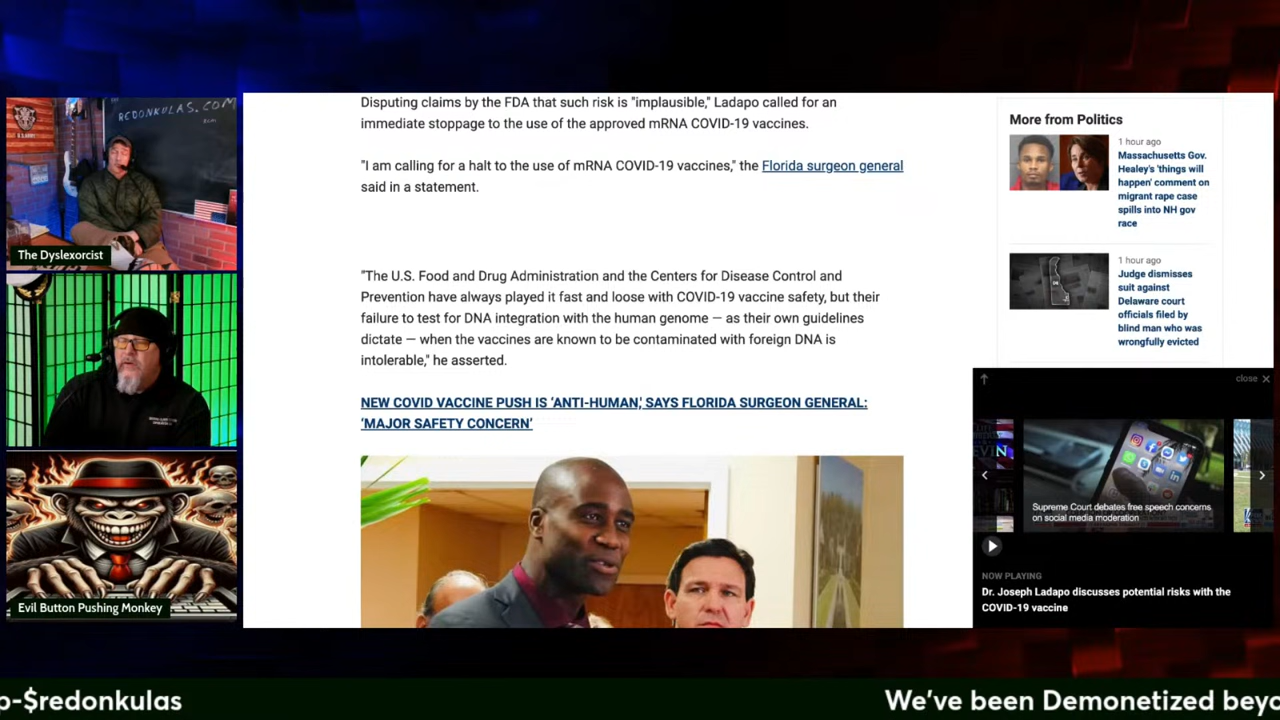 REDONKULAS.COM
The Dyslexorcist
Evil Button Pushing Monkey
Disputing claims by the FDA that such risk is "implausible," Ladapo called for an
immediate stoppage to the use of the approved mRNA COVID-19 vaccines.
"I am calling for a halt to the use of mRNA COVID-19 vaccines," the Florida surgeon general
said in a statement.
"The U.S. Food and Drug Administration and the Centers for Disease Control and
Prevention have always played it fast and loose with COVID-19 vaccine safety, but their
failure to test for DNA integration with the human genome — as their own guidelines
dictate — when the vaccines are known to be contaminated with foreign DNA is
intolerable," he asserted.
NEW COVID VACCINE PUSH IS ‘ANTI-HUMAN,’ SAYS FLORIDA SURGEON GENERAL:
‘MAJOR SAFETY CONCERN’
More from Politics
1 hour ago
Massachusetts Gov.
Healey's 'things will
happen' comment on
migrant rape case
spills into NH gov
race
1 hour ago
Judge dismisses
suit against
Delaware court
officials filed by
blind man who was
wrongfully evicted
close
Supreme Court debates free speech concerns
on social media moderation
NOW PLAYING
Dr. Joseph Ladapo discusses potential risks with the
COVID-19 vaccine
p-$redonkulas
We've been Demonetized beyo